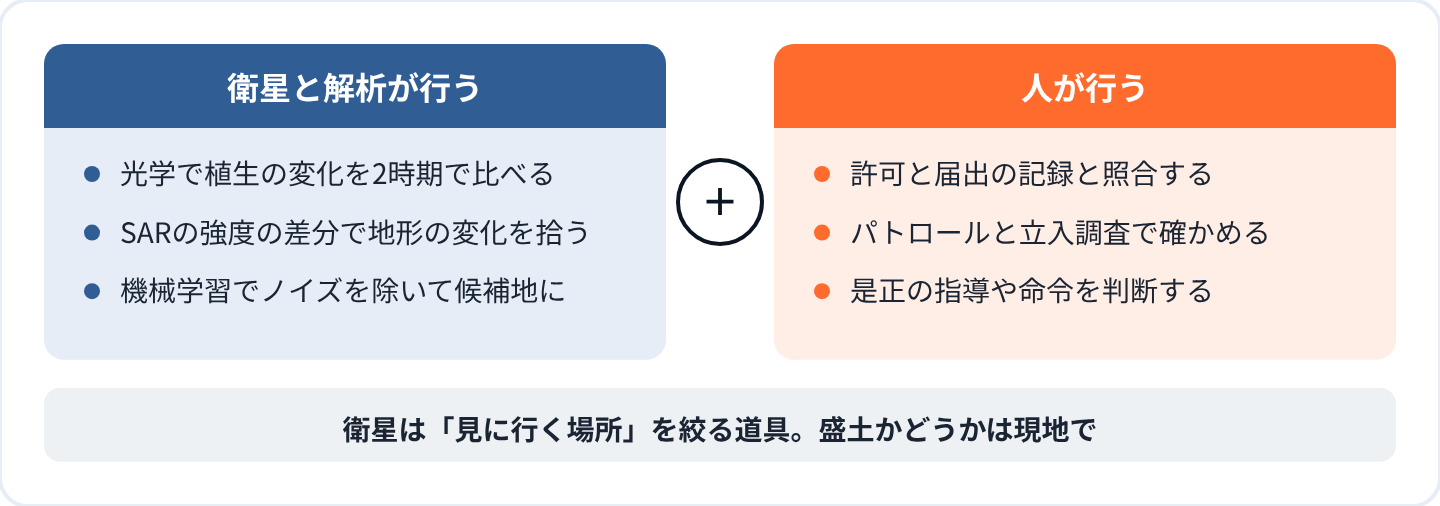 衛星と解析が行う
光学で植生の変化を2時期で比べる
SARの強度の差分で地形の変化を拾う
機械学習でノイズを除いて候補地に
+
人が行う
許可と届出の記録と照合する
パトロールと立入調査で確かめる
是正の指導や命令を判断する
衛星は「見に行く場所」を絞る道具。盛土かどうかは現地で